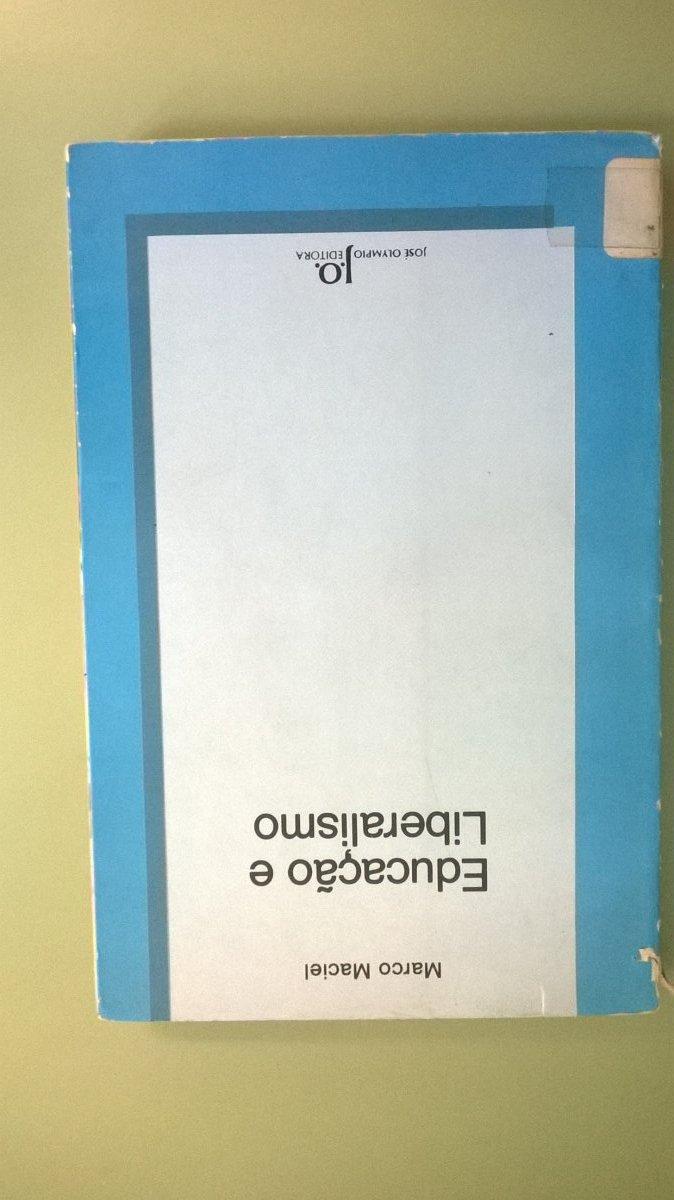 Marco Maciel
Educação e
Liberalismo
J.O.
JOSÉ OLYMPIO EDITORA